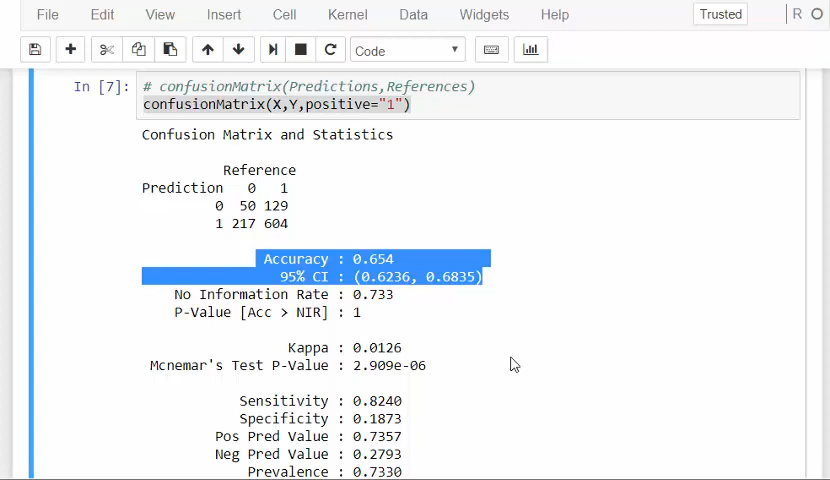 File Edit View Insert Cell Kernel Data Widgets Help Trusted R
Code
In [7]: # confusionMatrix(Predictions,References)
confusionMatrix(X,Y,positive="1")
Confusion Matrix and Statistics
Reference
Prediction 0 1
0 50 129
1 217 604
Accuracy : 0.654
95% CI : (0.6236, 0.6835)
No Information Rate : 0.733
P-Value [Acc > NIR] : 1
Kappa : 0.0126
Mcnemar's Test P-Value : 2.909e-06
Sensitivity : 0.8240
Specificity : 0.1873
Pos Pred Value : 0.7357
Neg Pred Value : 0.2793
Prevalence : 0.7330